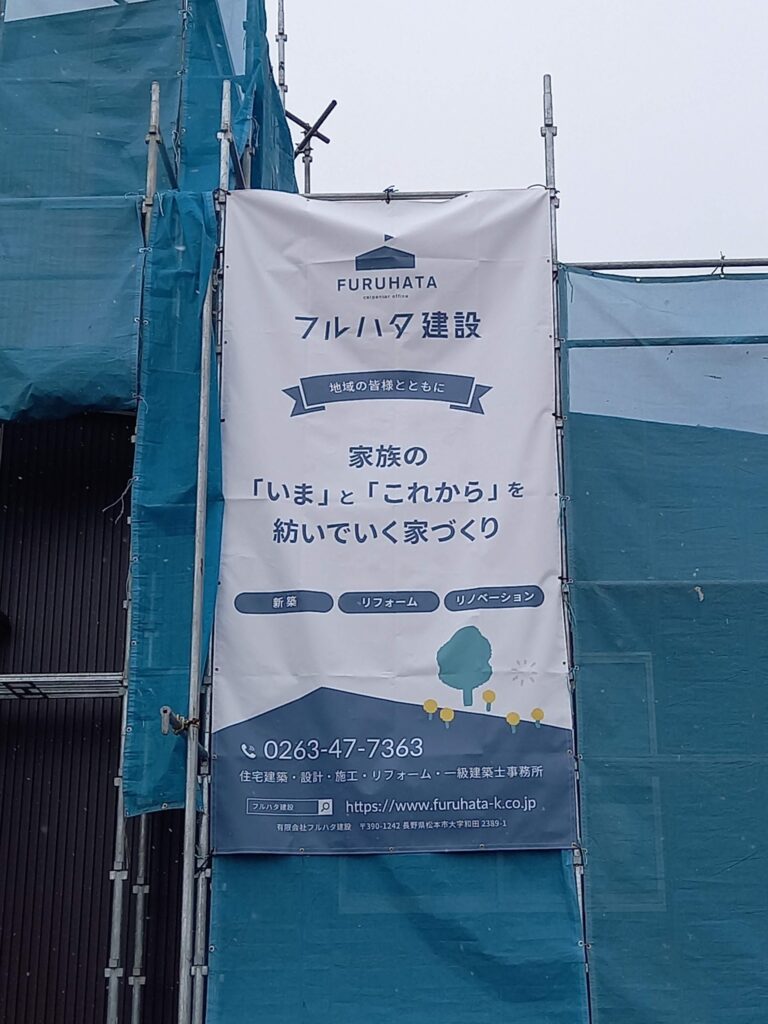 FURUHATA
carpenter office
フルハタ建設
地域の皆様とともに
家族の
「いま」と「これから」を
紡いでいく家づくり
新築 リフォーム リノベーション
0263-47-7363
住宅建築・設計・施工・リフォーム・一級建築士事務所
フルハタ建設 https://www.furuhata-k.co.jp
有限会社フルハタ建設 〒390-1242 長野県松本市大字和田 2389-1